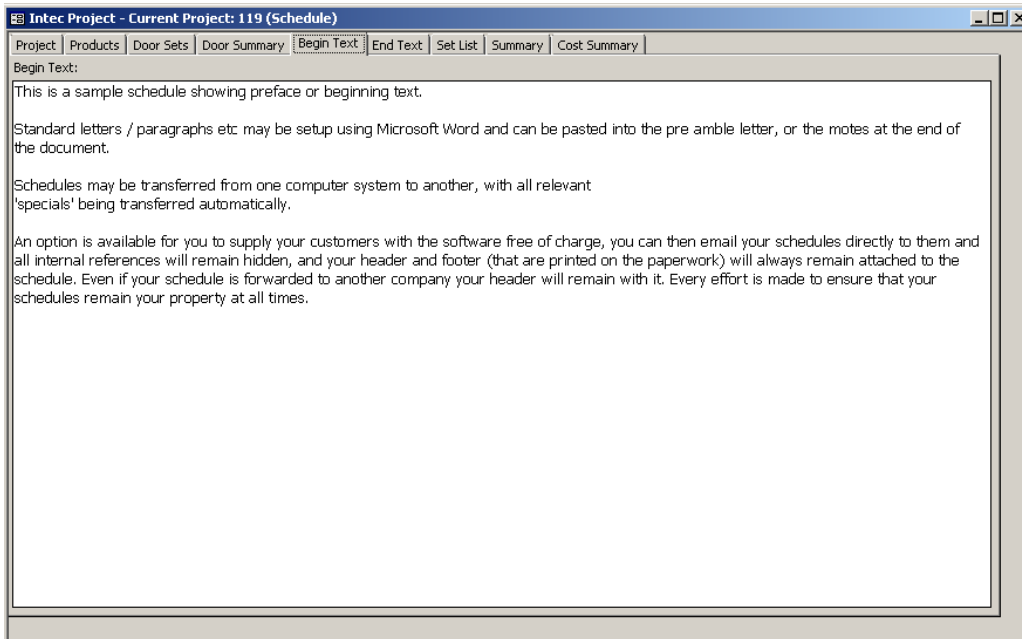 Intec Project - Current Project: 119 (Schedule)
Project Products Door Sets Door Summary Begin Text End Text Set List Summary Cost Summary
Begin Text:
This is a sample schedule showing preface or beginning text.
Standard letters / paragraphs etc may be setup using Microsoft Word and can be pasted into the pre amble letter, or the motes at the end of
the document.
Schedules may be transferred from one computer system to another, with all relevant
'specials' being transferred automatically.
An option is available for you to supply your customers with the software free of charge, you can then email your schedules directly to them and
all internal references will remain hidden, and your header and footer (that are printed on the paperwork) will always remain attached to the
schedule. Even if your schedule is forwarded to another company your header will remain with it. Every effort is made to ensure that your
schedules remain your property at all times.